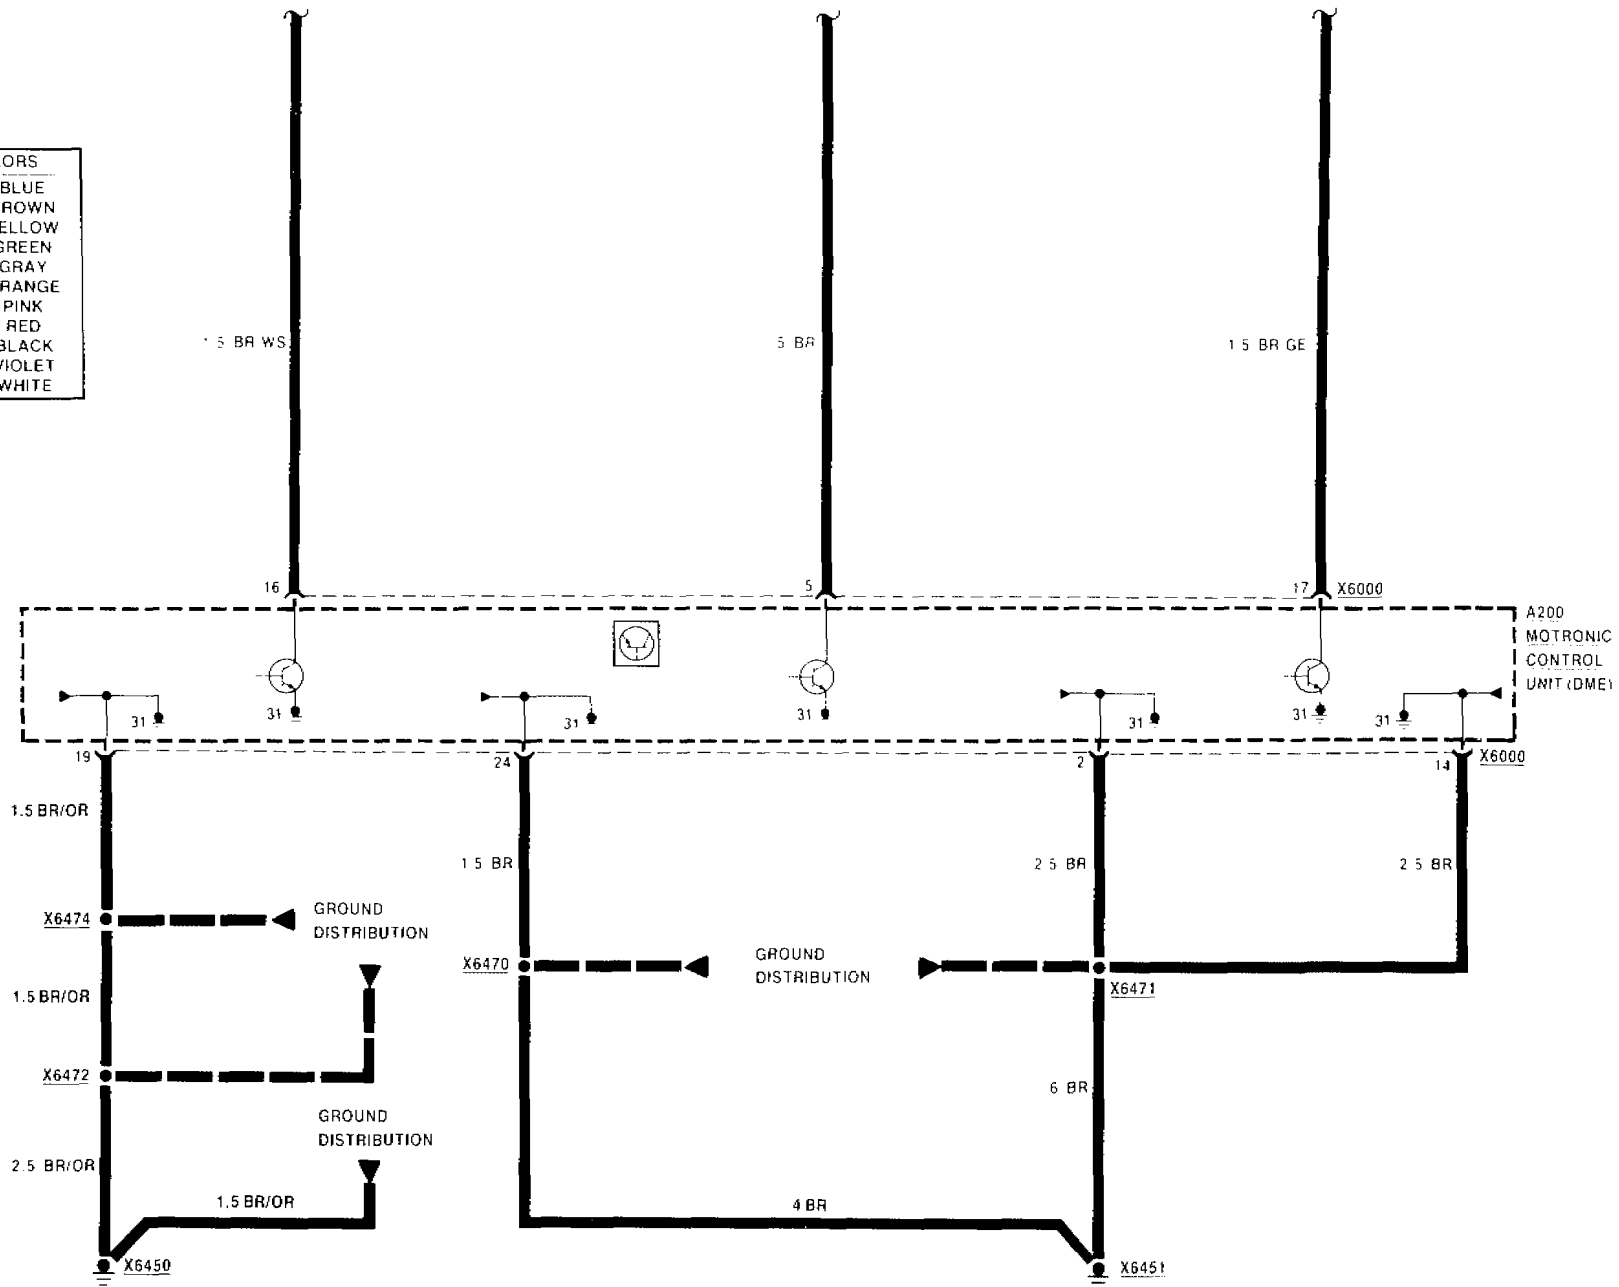 ORS
BLUE
ROWN
ELLOW
GREEN
GRAY
RANGE
PINK
RED
BLACK
VIOLET
WHITE
5 BR WS
5 BR
1 5 BR GE
16
5
17
X6000
A200
MOTRONIC
CONTROL
UNIT (DME)
31
31
31
31
31
31
31
19
24
2
14
X6000
1.5 BR/OR
1 5 BR
2 5 BR
2 5 BR
X6474
GROUND
DISTRIBUTION
X6470
GROUND
DISTRIBUTION
X6471
1.5 BR/OR
X6472
6 BR
GROUND
DISTRIBUTION
2.5 BR/OR
1.5 BR/OR
4 BR
X6450
X6451